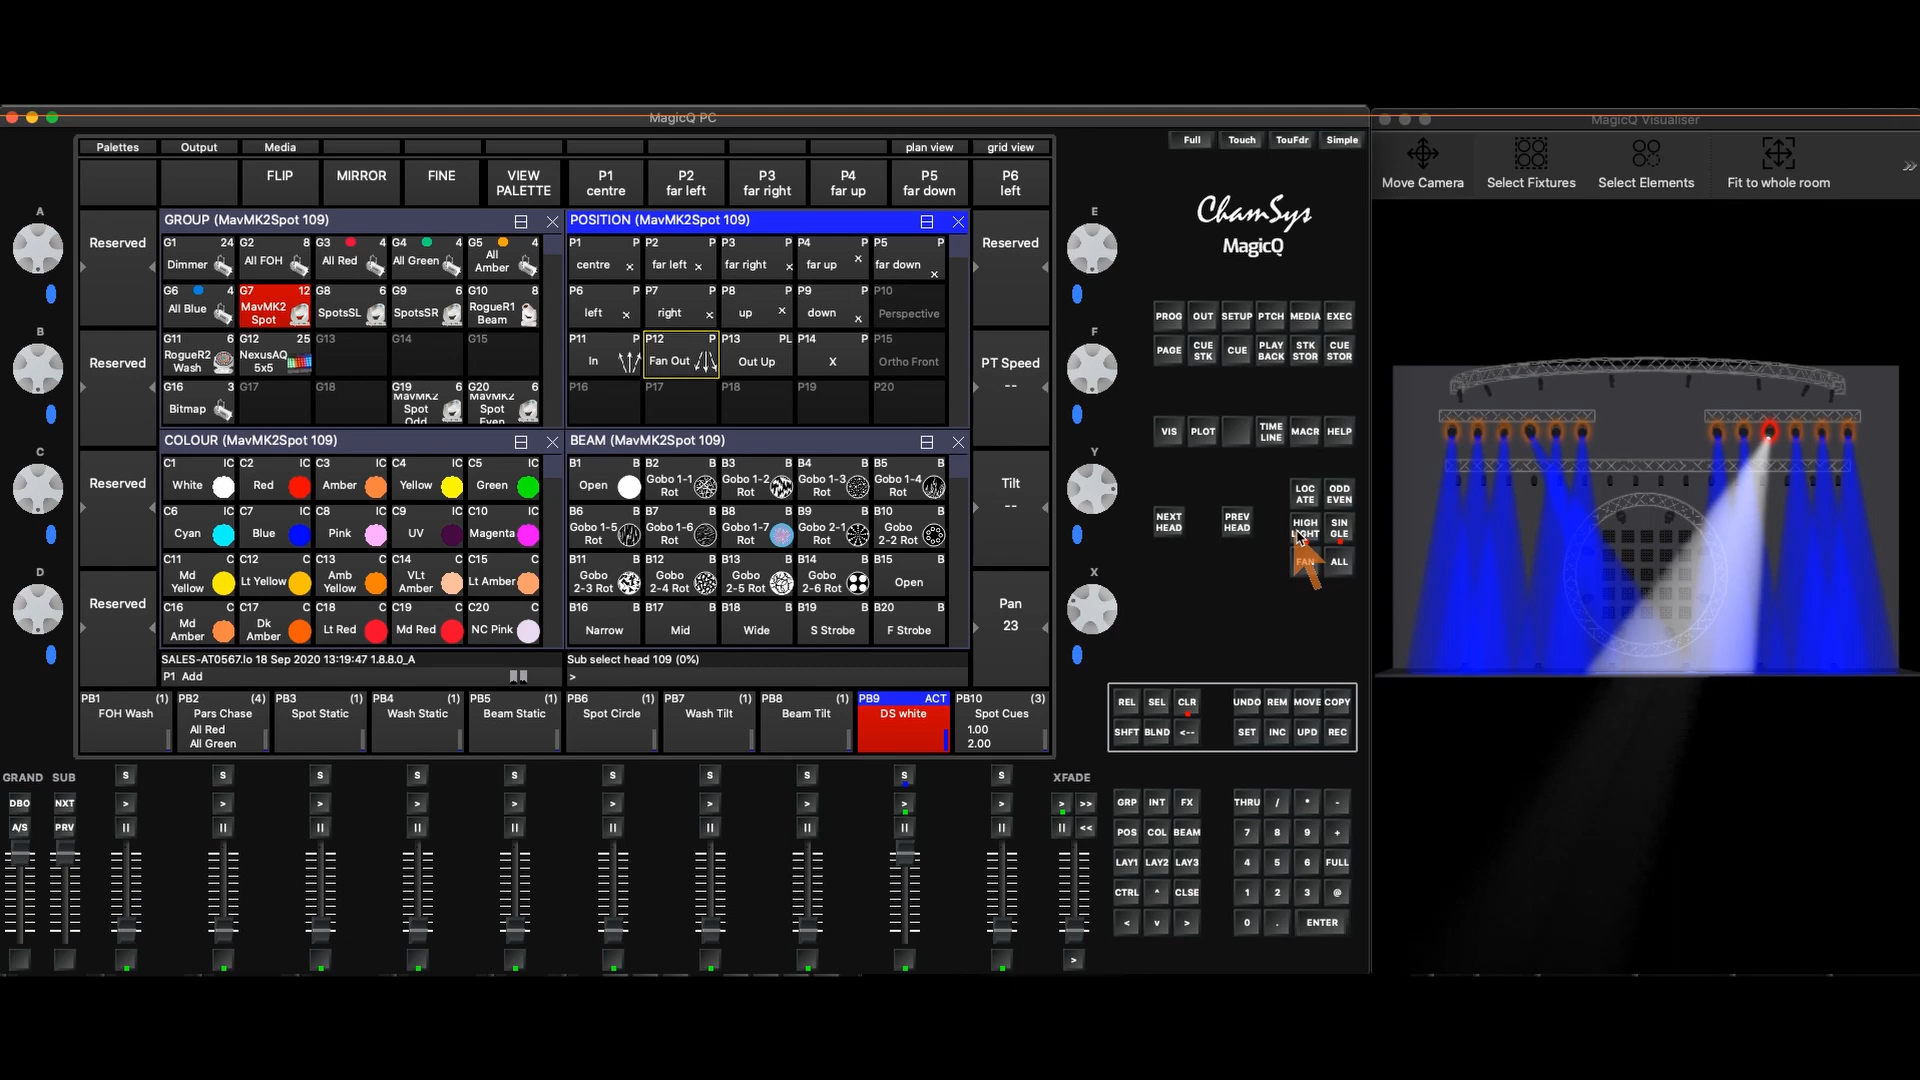 MagicQ PC
MagicQ Visualiser
Palettes Output Media plan view grid view
Full Touch TouFdr Simple
FLIP MIRROR FINE VIEW PALETTE P1 centre P2 far left P3 far right P4 far up P5 far down P6 left
Move Camera Select Fixtures Select Elements Fit to whole room
ChamSys
MagicQ
A
B
C
D
E
F
Y
X
Reserved
Reserved
Reserved
Reserved
GROUP (MavMK2Spot 109)
G1 24 Dimmer
G2 8 All FOH
G3 4 All Red
G4 4 All Green
G5 4 All Amber
G6 4 All Blue
G7 12 MavMK2 Spot
G8 6 SpotsSL
G9 6 SpotsSR
G10 8 RogueR1 Beam
G11 8 RogueR2 Wash
G12 25 NexusAQ 5x5
G13
G14
G15
G16 3 Bitmap
G17
G18
G19 6 MavMK2 Spot Odd
G20 6 MavMK2 Spot Even
POSITION (MavMK2Spot 109)
P1 P centre
P2 P far left
P3 P far right
P4 P far up
P5 P far down
P6 P left
P7 P right
P8 P up
P9 P down
P10 Perspective
P11 P In
P12 P Fan Out
P13 PL Out Up
P14 P X
P15 Ortho Front
P16
P17
P18
P19
P20
COLOUR (MavMK2Spot 109)
C1 IC White
C2 IC Red
C3 IC Amber
C4 IC Yellow
C5 IC Green
C6 IC Cyan
C7 IC Blue
C8 IC Pink
C9 IC UV
C10 IC Magenta
C11 IC Md Yellow
C12 IC Lt Yellow
C13 IC Amb Yellow
C14 IC VLt Amber
C15 IC Lt Amber
C16 C Md Amber
C17 C Dk Amber
C18 C Lt Red
C19 C Md Red
C20 C NC Pink
BEAM (MavMK2Spot 109)
B1 B Open
B2 B Gobo 1-1 Rot
B3 B Gobo 1-2 Rot
B4 B Gobo 1-3 Rot
B5 B Gobo 1-4 Rot
B6 B Gobo 1-5 Rot
B7 B Gobo 1-6 Rot
B8 B Gobo 1-7 Rot
B9 B Gobo 2-1 Rot
B10 B Gobo 2-2 Rot
B11 B Gobo 2-3 Rot
B12 B Gobo 2-4 Rot
B13 B Gobo 2-5 Rot
B14 B Gobo 2-6 Rot
B15 B Open
B16 B Narrow
B17 B Mid
B18 B Wide
B19 B S Strobe
B20 B F Strobe
Reserved
PT Speed
--
Tilt
--
Pan
23
SALES-AT0567.lo 18 Sep 2020 13:19:47 1.8.8.0_A
P1 Add
Sub select head 109 (0%)
>
PB1 (1) FOH Wash
PB2 (4) Pars Chase All Red All Green
PB3 (1) Spot Static
PB4 (1) Wash Static
PB5 (1) Beam Static
PB6 (1) Spot Circle
PB7 (1) Wash Tilt
PB8 (1) Beam Tilt
PB9 ACT DS white
PB10 (3) Spot Cues 1.00 2.00
PROG OUT SETUP PTCH MEDIA EXEC
PAGE CUE STK CUE PLAY BACK STK STOR CUE STOR
VIS PLOT TIME LINE MACR HELP
LOC ATE ODD EVEN
NEXT HEAD PREV HEAD HIGH LIGHT SIN GLE
FAN ALL
REL SEL CLR UNDO REM MOVE COPY
SHFT BLND <-- SET INC UPD REC
GRAND SUB
DBO NXT
A/S PRV
S S S S S S S S S S
> > > > > > > > > >
XFADE
> >>
<<
>
GRP INT FX THRU / * -
POS COL BEAM 7 8 9 +
LAY1 LAY2 LAY3 4 5 6 FULL
CTRL ^ CLSE 1 2 3 @
< v > 0 . ENTER